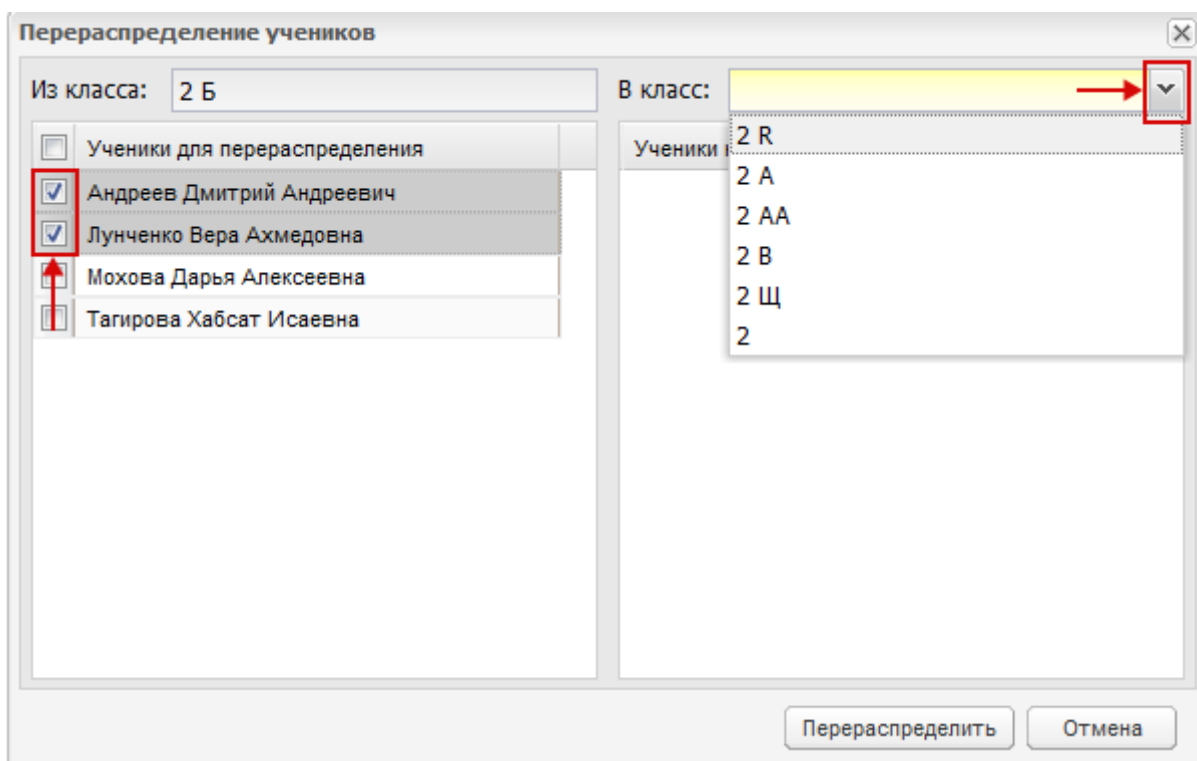 Перераспределение учеников
Из класса: 2 Б
В класс:
Ученики для перераспределения
Андреев Дмитрий Андреевич
Лунченко Вера Ахмедовна
Мохова Дарья Алексеевна
Тагирова Хабсат Исаевна
Ученики
2 R
2 А
2 АА
2 В
2 Щ
2
Перераспределить
Отмена